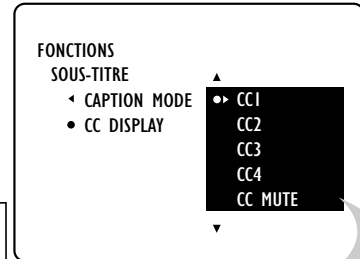 FONCTIONS
SOUS-TITRE
CAPTION MODE
CC DISPLAY
CC1
CC2
CC3
CC4
CC MUTE